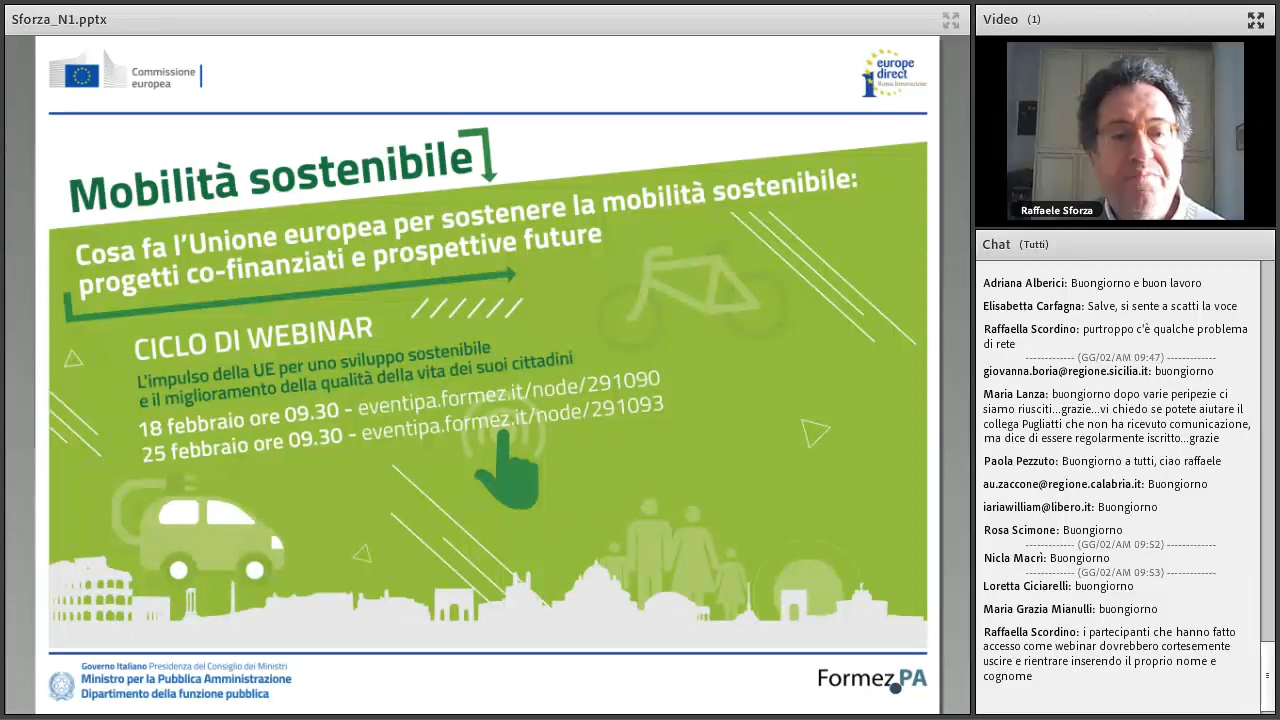 Sforza_N1.pptx
Commissione
europea
europe
direct
Roma Innovazione
Mobilità sostenibile
Cosa fa l'Unione europea per sostenere la mobilità sostenibile:
progetti co-finanziati e prospettive future
CICLO DI WEBINAR
L'impulso della UE per uno sviluppo sostenibile
e il miglioramento della qualità della vita dei suoi cittadini
18 febbraio ore 09.30 - eventipa.formez.it/node/291090
25 febbraio ore 09.30 - eventipa.formez.it/node/291093
Governo Italiano Presidenza del Consiglio dei Ministri
Ministro per la Pubblica Amministrazione
Dipartimento della funzione pubblica
Formez PA
Video (1)
Raffaele Sforza
Chat (Tutti)
Adriana Alberici: Buongiorno e buon lavoro
Elisabetta Carfagna: Salve, si sente a scatti la voce
Raffaella Scordino: purtroppo c'è qualche problema
di rete
------------ (GG/02/AM 09:47) ------------
giovanna.boria@regione.sicilia.it: buongiorno
Maria Lanza: buongiorno dopo varie peripezie ci
siamo riusciti...grazie...vi chiedo se potete aiutare il
collega Pugliatti che non ha ricevuto comunicazione,
ma dice di essere regolarmente iscritto...grazie
Paola Pezzuto: Buongiorno a tutti, ciao raffaele
au.zaccone@regione.calabria.it: Buongiorno
iariawilliam@libero.it: Buongiorno
Rosa Scimone: Buongiorno
------------ (GG/02/AM 09:52) ------------
Nicla Macrì: Buongiorno
------------ (GG/02/AM 09:53) ------------
Loretta Ciciarelli: buongiorno
Maria Grazia Mianulli: buongiorno
Raffaella Scordino: i partecipanti che hanno fatto
accesso come webinar dovrebbero cortesemente
uscire e rientrare inserendo il proprio nome e
cognome